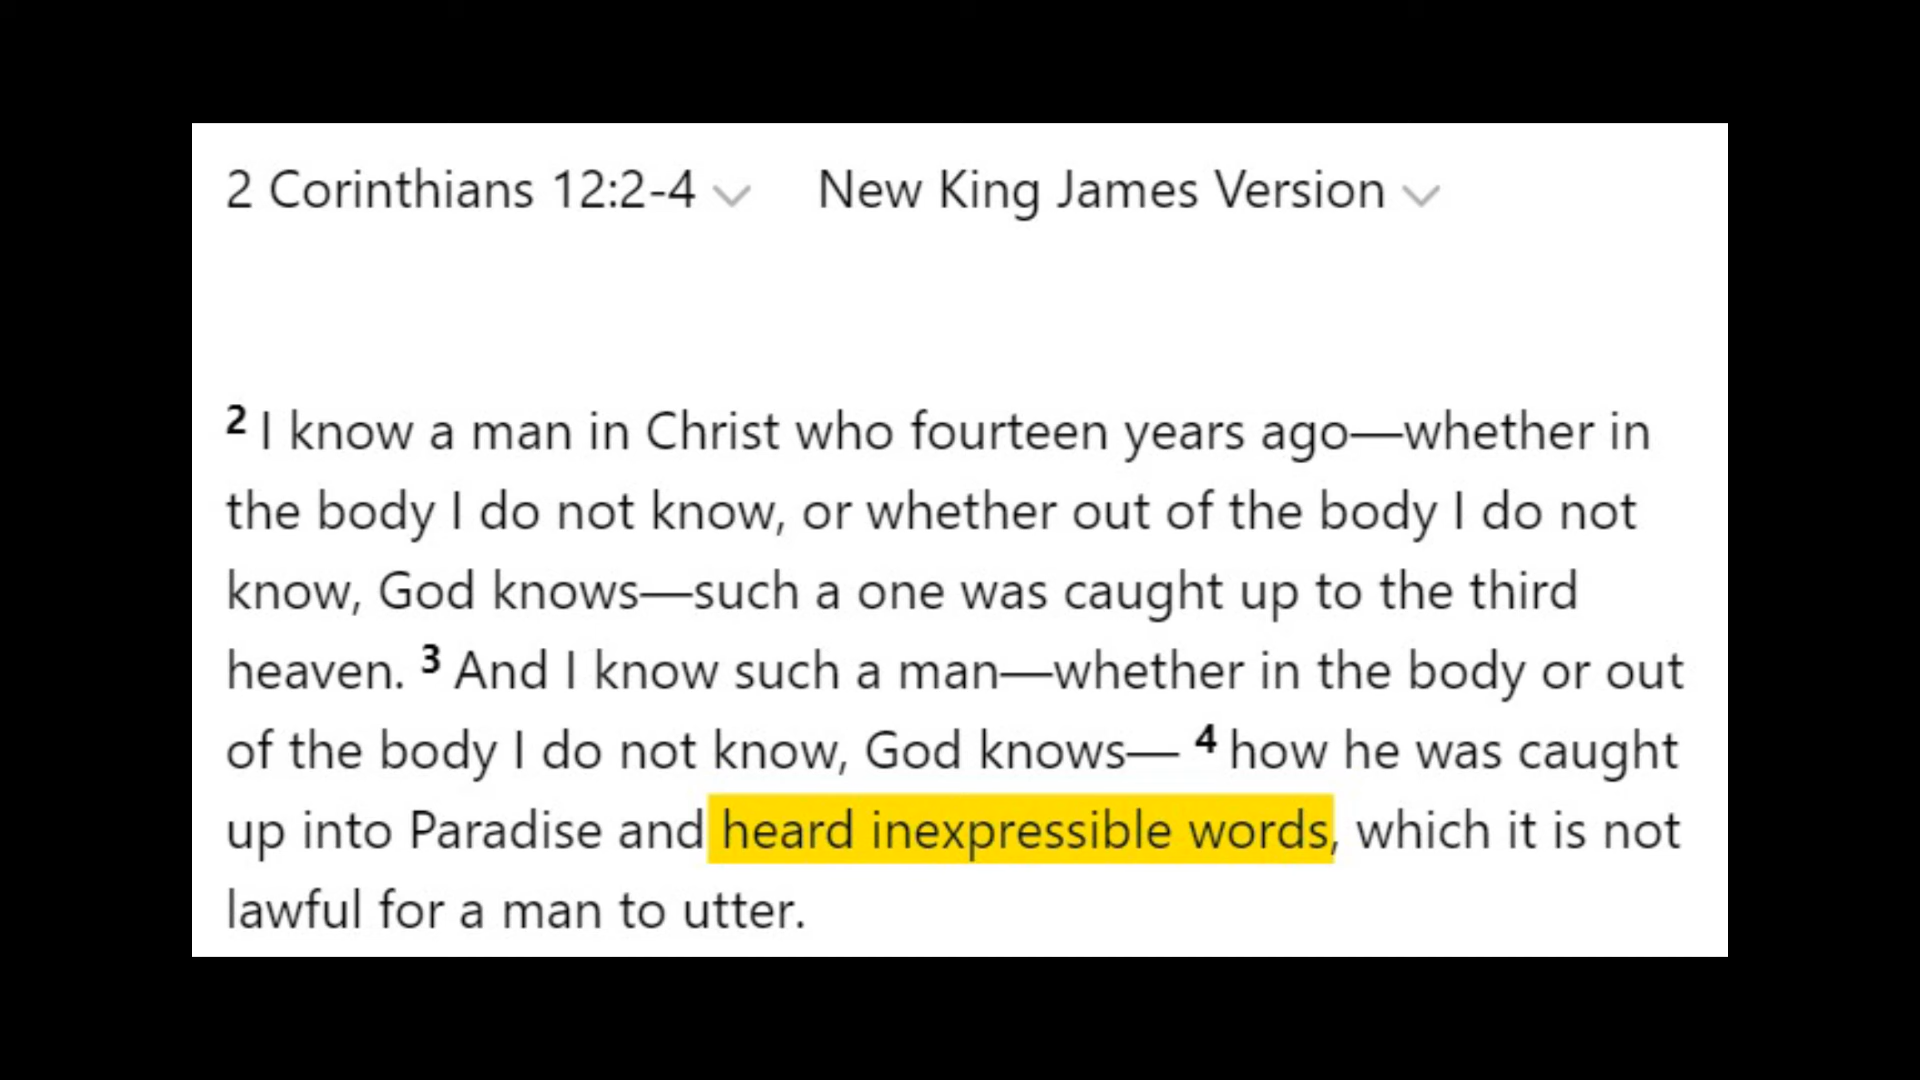 2 Corinthians 12:2-4 New King James Version
2 I know a man in Christ who fourteen years ago—whether in
the body I do not know, or whether out of the body I do not
know, God knows—such a one was caught up to the third
heaven. 3 And I know such a man—whether in the body or out
of the body I do not know, God knows— 4 how he was caught
up into Paradise and heard inexpressible words, which it is not
lawful for a man to utter.